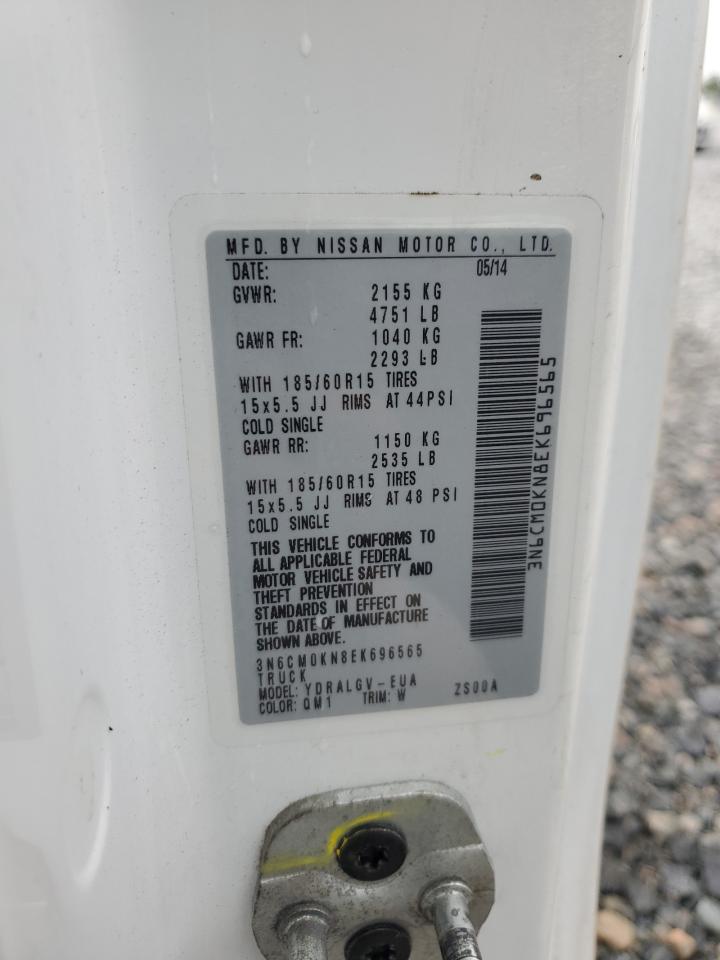 MFD. BY NISSAN MOTOR CO., LTD.
DATE: 05/14
GVWR: 2155 KG
4751 LB
GAWR FR: 1040 KG
2293 LB
WITH 185/60R15 TIRES
15x5.5 JJ RIMS AT 44PSI
COLD SINGLE
GAWR RR: 1150 KG
2535 LB
WITH 185/60R15 TIRES
15x5.5 JJ RIMS AT 48 PSI
COLD SINGLE
THIS VEHICLE CONFORMS TO
ALL APPLICABLE FEDERAL
MOTOR VEHICLE SAFETY AND
THEFT PREVENTION
STANDARDS IN EFFECT ON
THE DATE OF MANUFACTURE
SHOWN ABOVE.
3N6CM0KN8EK696565
TRUCK
MODEL: YDRALGV-EUA
COLOR: QM1 TRIM: W ZS00A
3N6CM0KN8EK696565